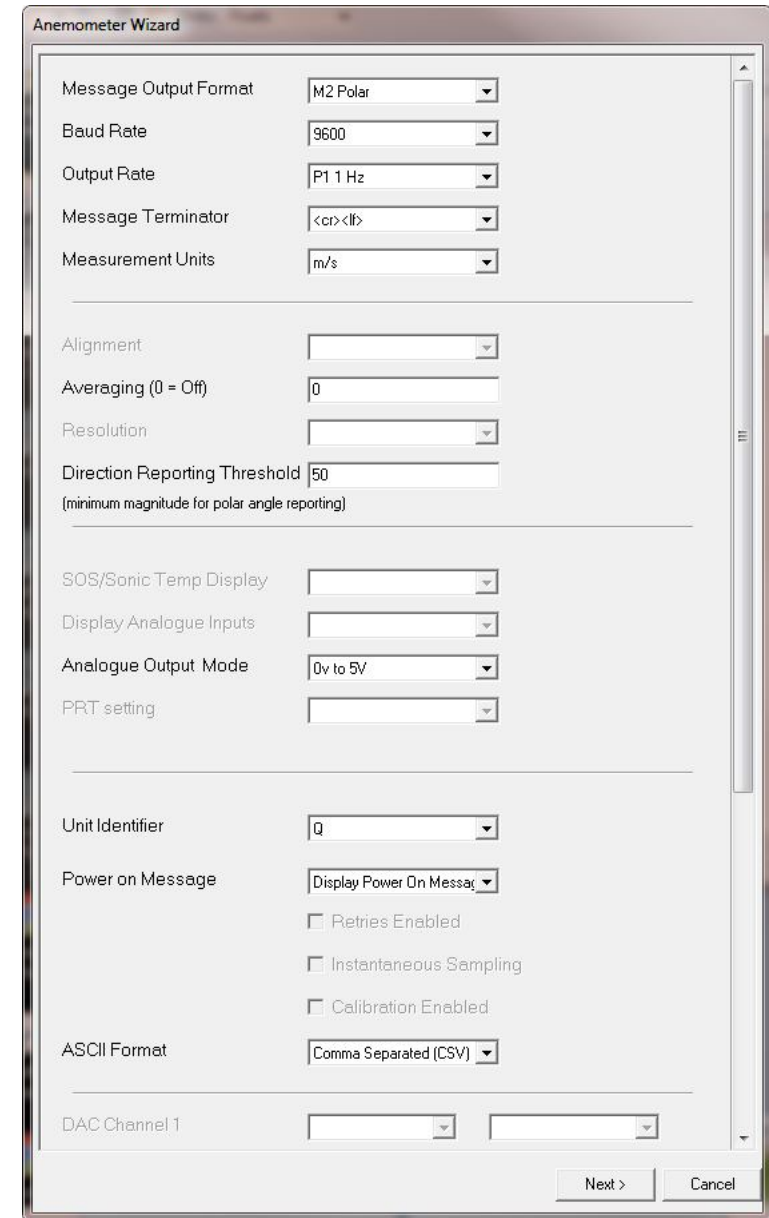 Anemometer Wizard
Message Output Format M2 Polar
Baud Rate 9600
Output Rate P1 1 Hz
Message Terminator <cr><lf>
Measurement Units m/s
Alignment
Averaging (0 = Off) 0
Resolution
Direction Reporting Threshold 50
(minimum magnitude for polar angle reporting)
SOS/Sonic Temp Display
Display Analogue Inputs
Analogue Output Mode 0v to 5V
PRT setting
Unit Identifier Q
Power on Message Display Power On Messag
Retries Enabled
Instantaneous Sampling
Calibration Enabled
ASCII Format Comma Separated (CSV)
DAC Channel 1
Next > Cancel